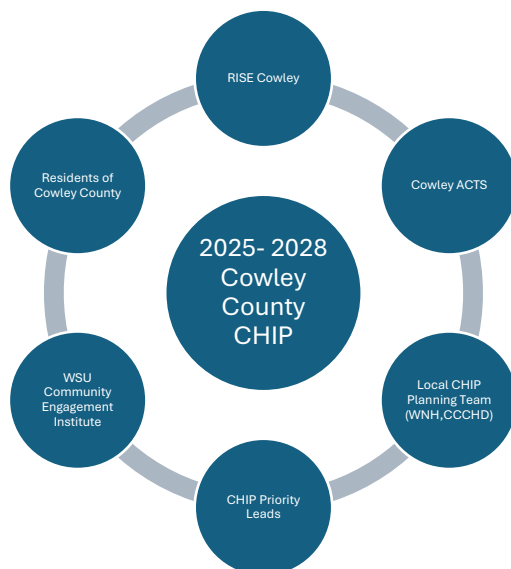 RISE Cowley
Residents of
Cowley County
Cowley ACTS
2025- 2028
Cowley
County
CHIP
WSU
Community
Engagement
Institute
Local CHIP
Planning Team
(WNH,CCCHD)
CHIP Priority
Leads